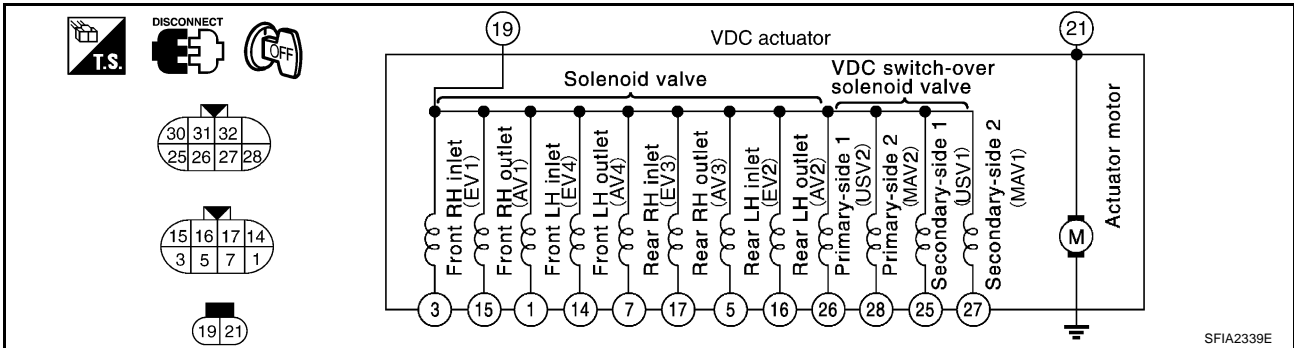 T.S.
DISCONNECT
OFF
30 31 32
25 26 27 28
15 16 17 14
3 5 7 1
19 21
19
VDC actuator
21
Solenoid valve
VDC switch-over
solenoid valve
Front RH inlet
(EV1)
Front RH outlet
(AV1)
Front LH inlet
(EV4)
Front LH outlet
(AV4)
Rear RH inlet
(EV3)
Rear RH outlet
(AV3)
Rear LH inlet
(EV2)
Rear LH outlet
(AV2)
Primary-side 1
(USV2)
Primary-side 2
(MAV2)
Secondary-side 1
(USV1)
Secondary-side 2
(MAV1)
Actuator motor
M
3 15 1 14 7 17 5 16 26 28 25 27
SFIA2339E